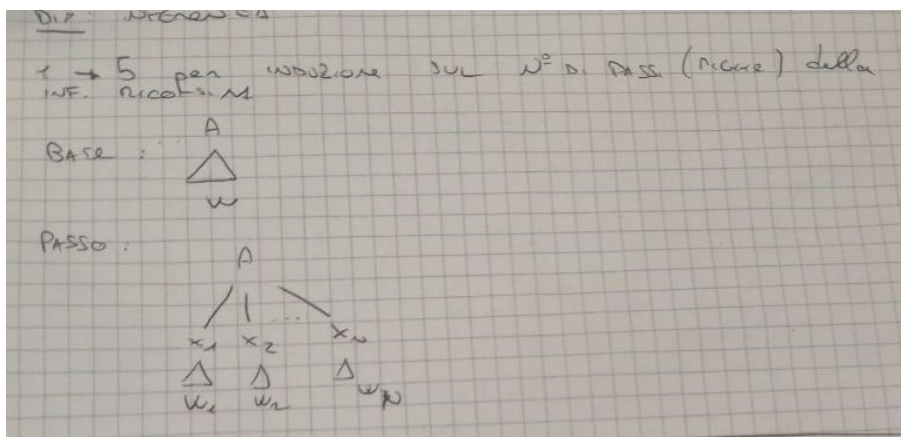 DIM:
1 → 5 per INDUZIONE SUL N° DI PASSI (RIGHE) della
INF. RICORSIVA
A
BASE :
w
PASSO :
A
...
x1 x2 xN
w1 w2 wN